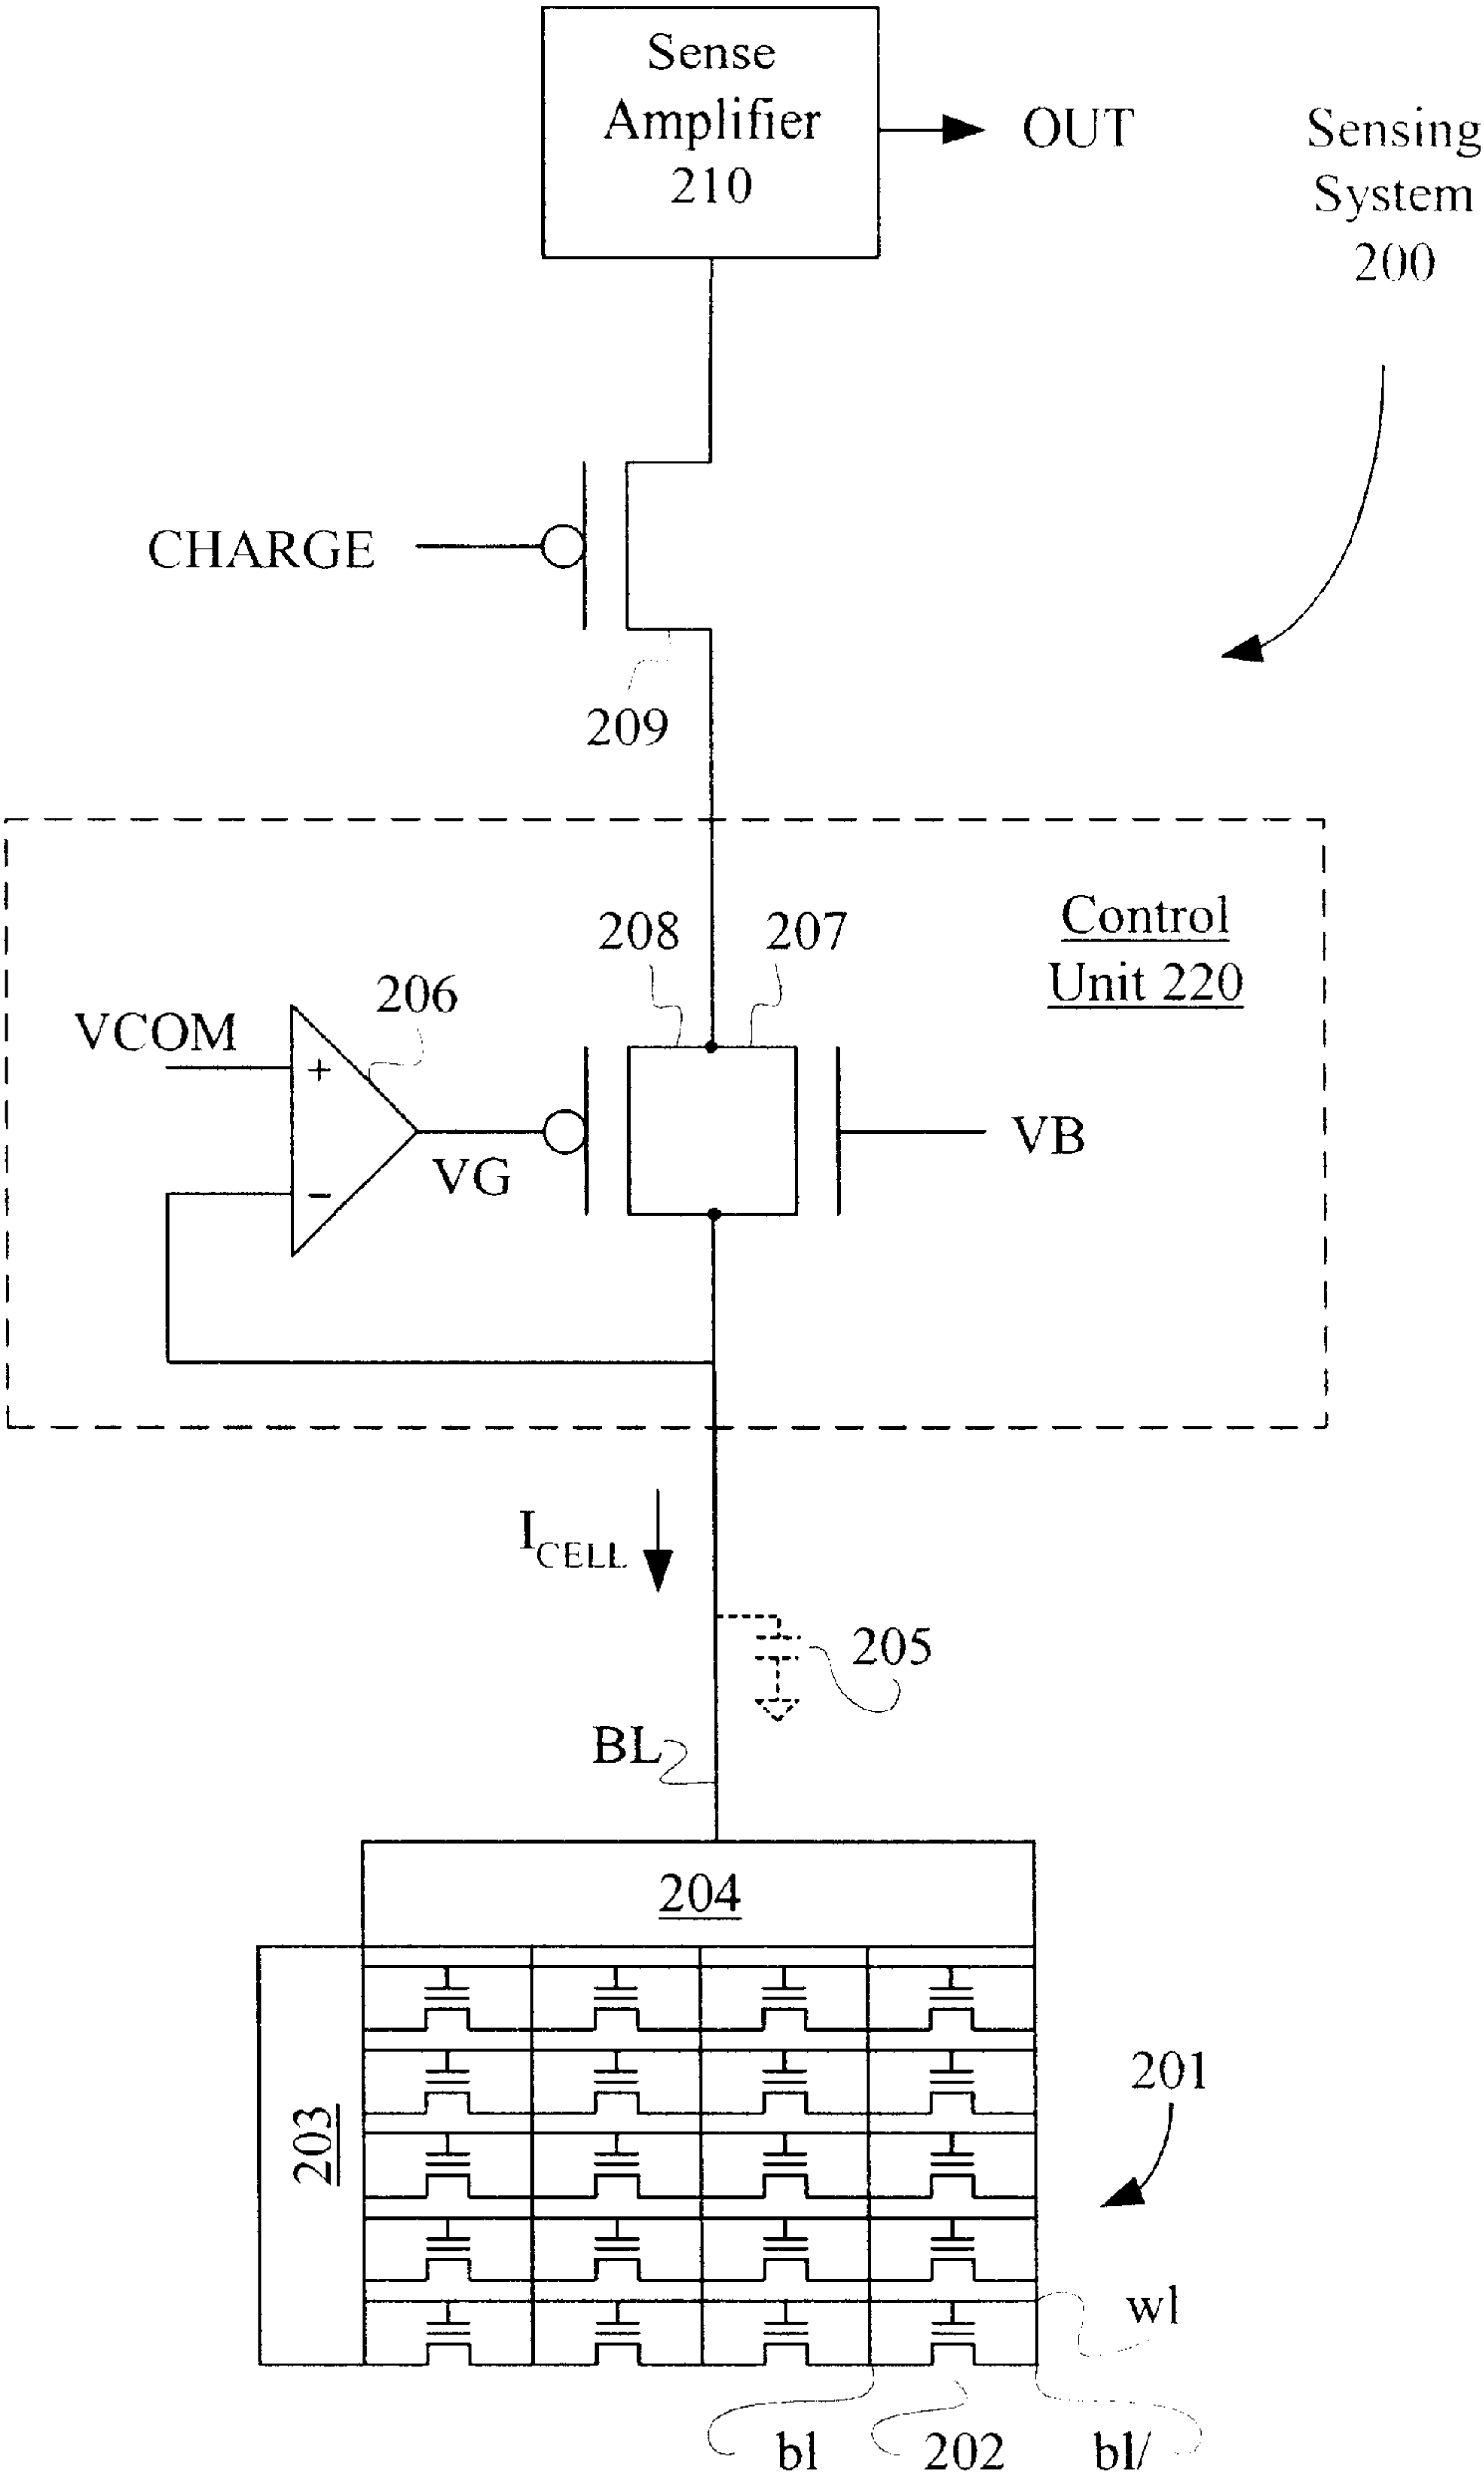 Sense
Amplifier
210
OUT
Sensing
System
200
CHARGE
209
Control
Unit 220
208
207
206
VCOM
+
VG
VB
−
I_CELL
205
BL
204
203
201
wl
bl
202
bl/